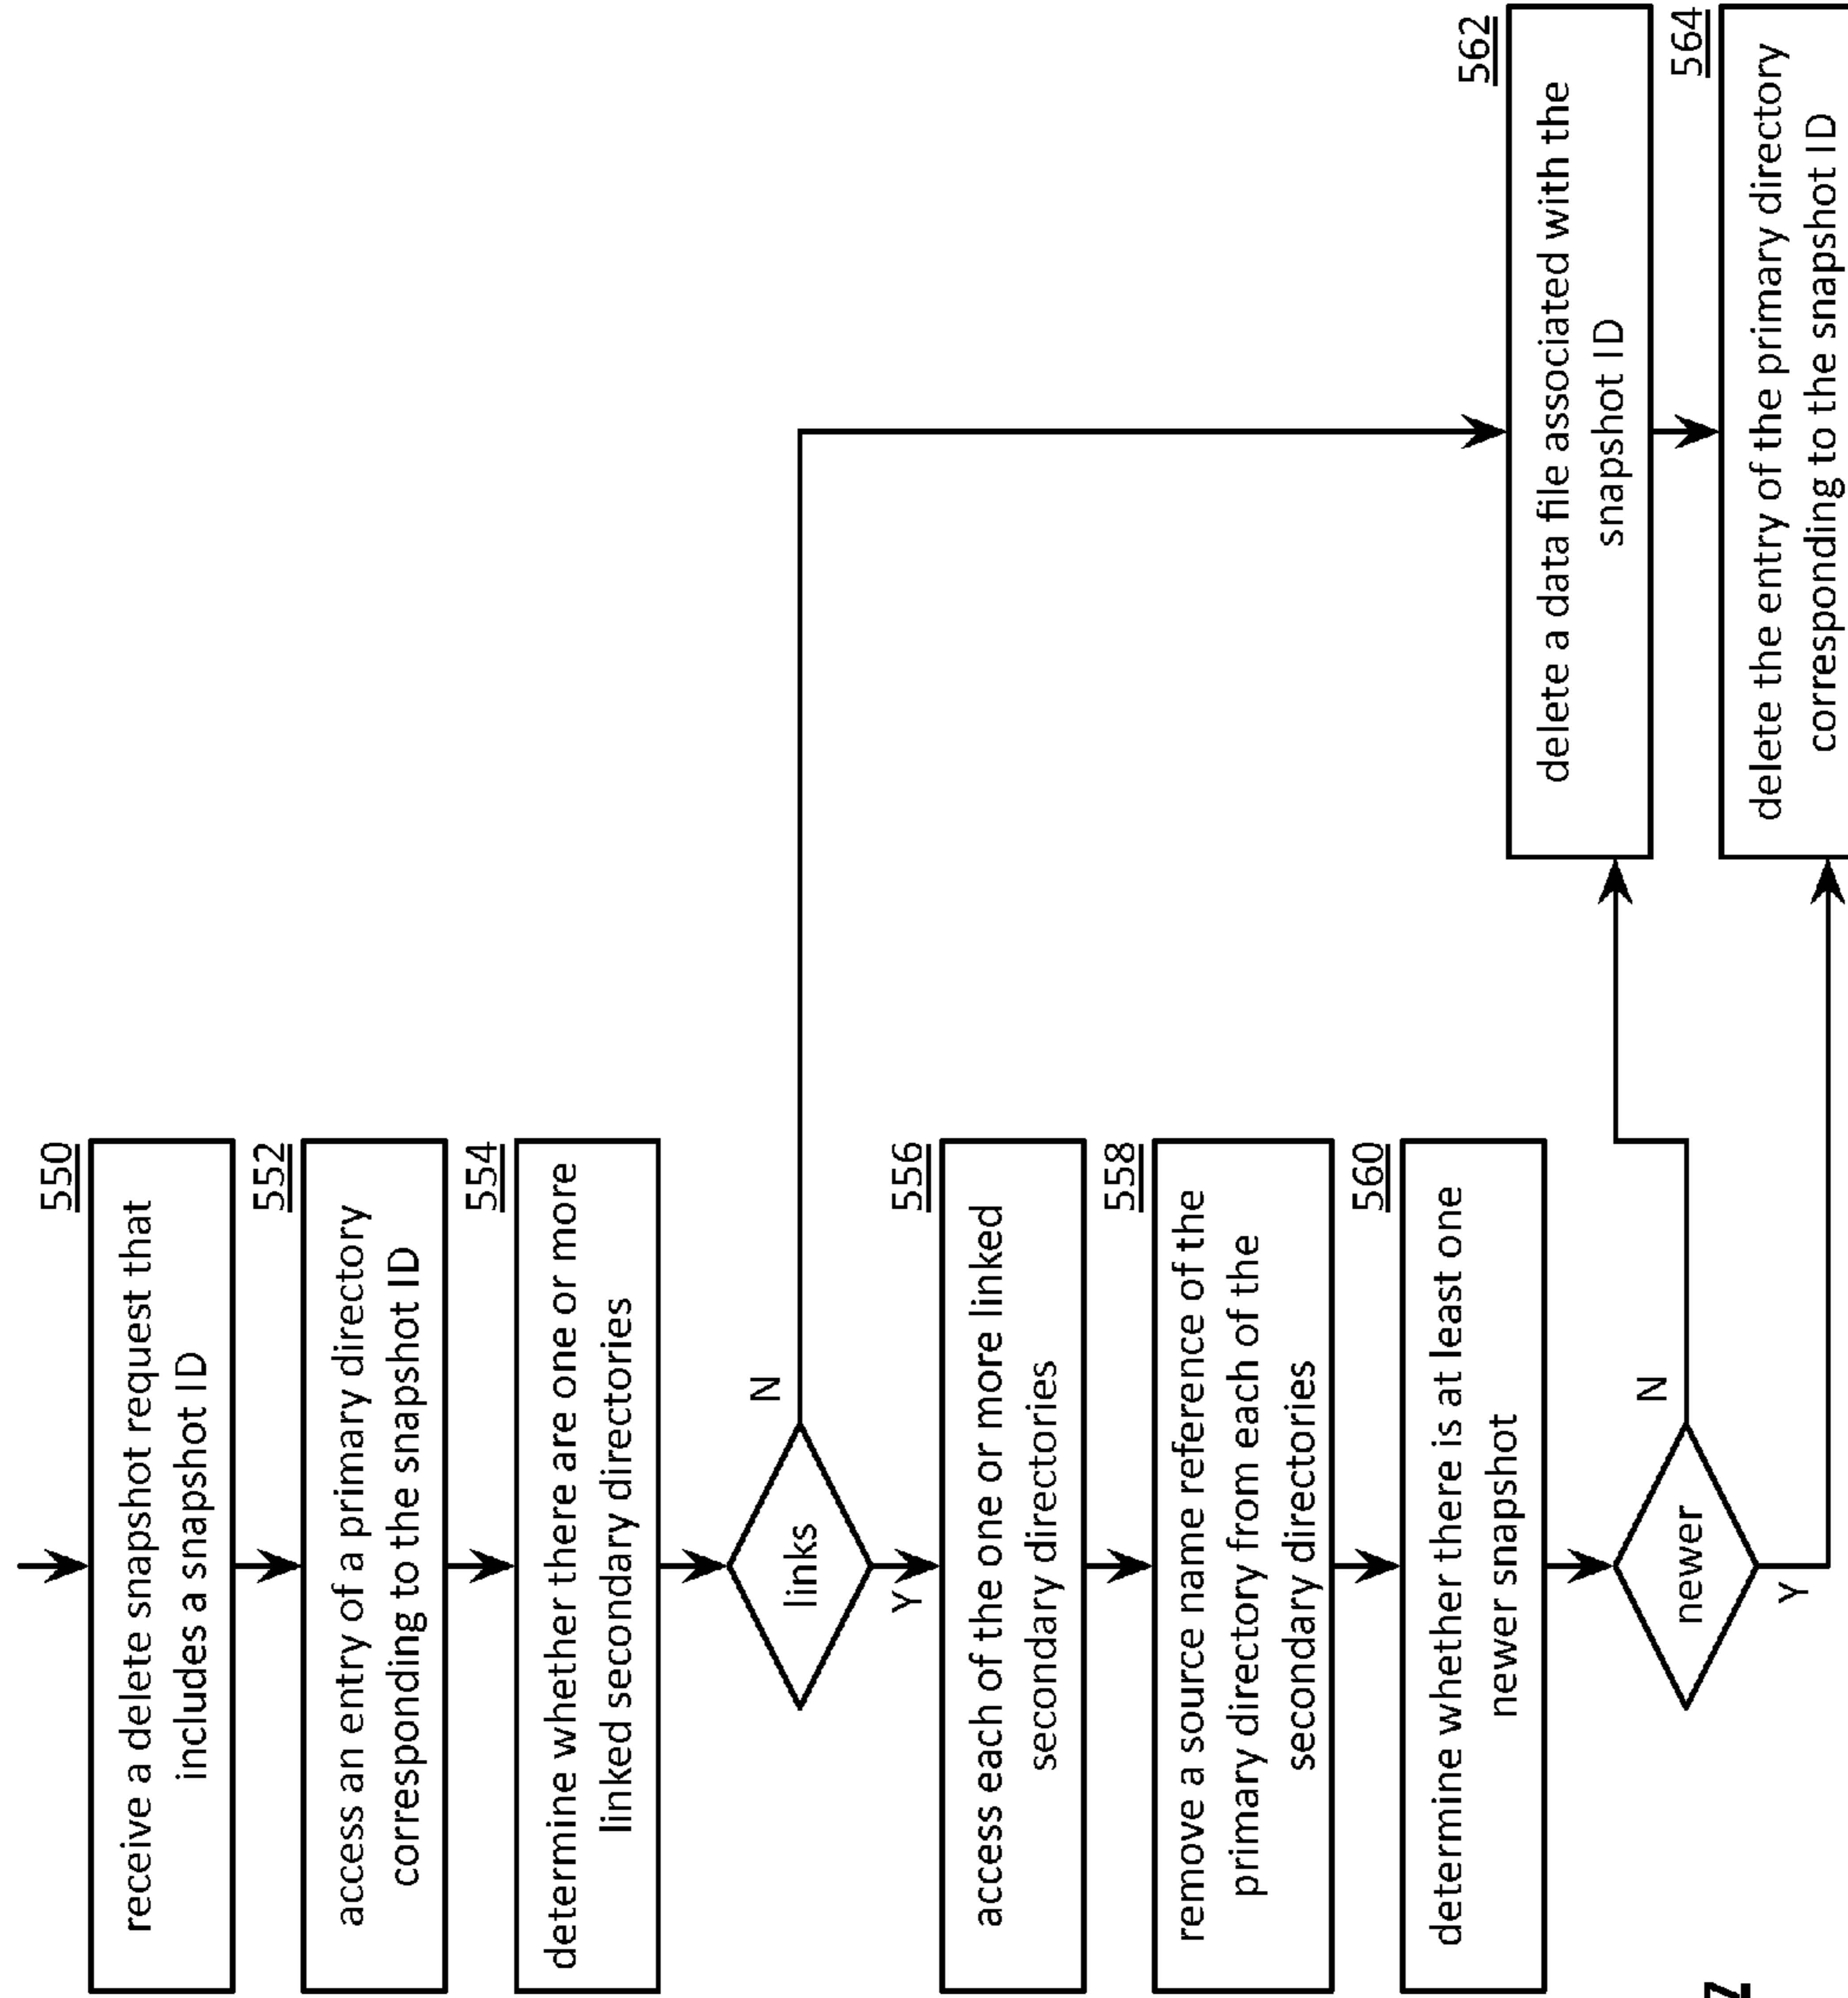 550
receive a delete snapshot request that
includes a snapshot ID
552
access an entry of a primary directory
corresponding to the snapshot ID
554
determine whether there are one or more
linked secondary directories
links
N
Y
556
access each of the one or more linked
secondary directories
558
remove a source name reference of the
primary directory from each of the
secondary directories
560
determine whether there is at least one
newer snapshot
newer
N
Y
562
delete a data file associated with the
snapshot ID
564
delete the entry of the primary directory
corresponding to the snapshot ID